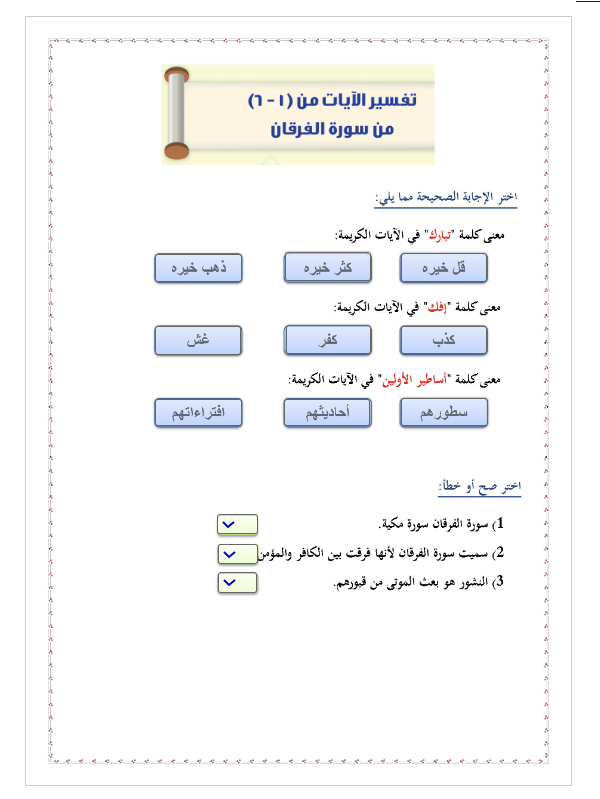 تفسير الآيات من (١ - ٦)
من سورة الفرقان
اختر الإجابة الصحيحة مما يلي:
معنى كلمة "تبارك" في الآيات الكريمة:
قل خيره كثر خيره ذهب خيره
معنى كلمة "إفك" في الآيات الكريمة:
كذب كفر غش
معنى كلمة "أساطير الأولين" في الآيات الكريمة:
سطورهم أحاديثهم افتراءاتهم
اختر صح أو خطأ:
1) سورة الفرقان سورة مكية.
2) سميت سورة الفرقان لأنها فرقت بين الكافر والمؤمن
3) النشور هو بعث الموتى من قبورهم.